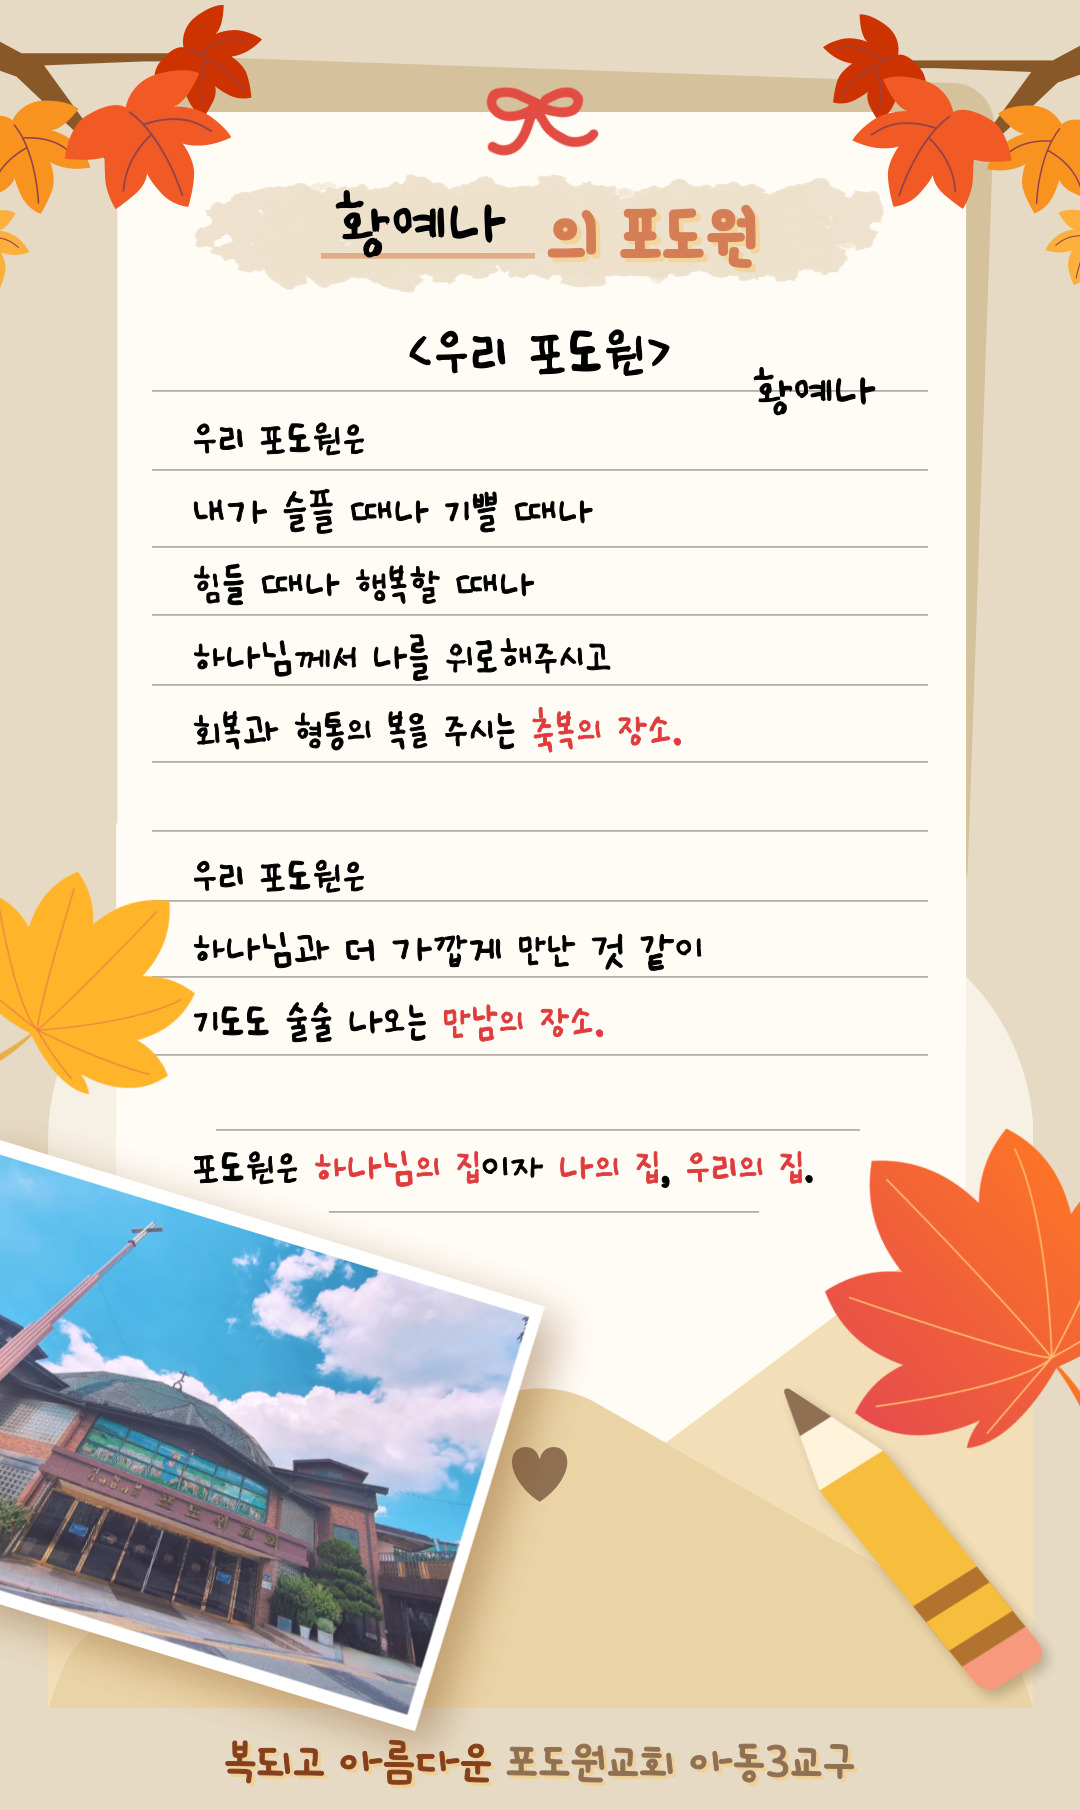 황예나 의 포도원
<우리 포도원>
황예나
우리 포도원은
내가 슬플 때나 기쁠 때나
힘들 때나 행복할 때나
하나님께서 나를 위로해주시고
회복과 형통의 복을 주시는 축복의 장소.
우리 포도원은
하나님과 더 가깝게 만난 것 같이
기도도 술술 나오는 만남의 장소.
포도원은 하나님의 집이자 나의 집, 우리의 집.
포도원교회
복되고 아름다운 포도원교회 아동3교구